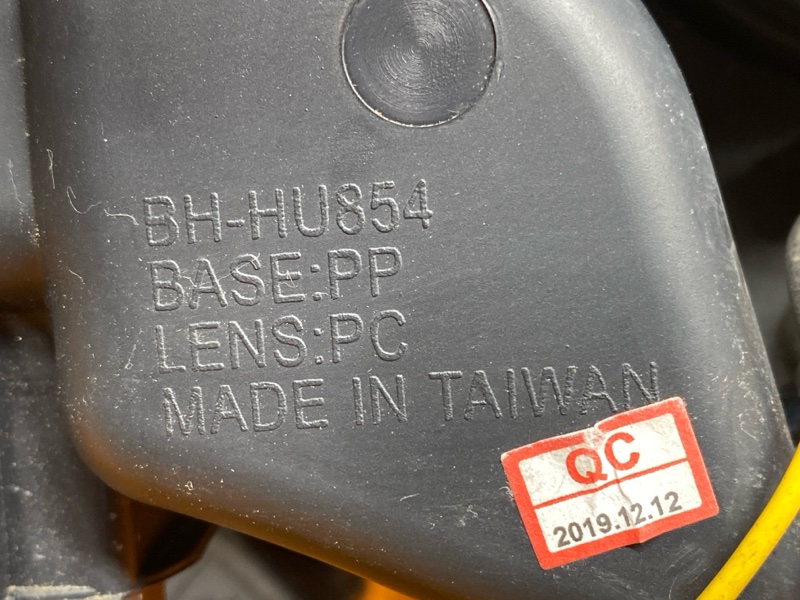 BH-HU854
BASE:PP
LENS:PC
MADE IN TAIWAN
QC
2019.12.12